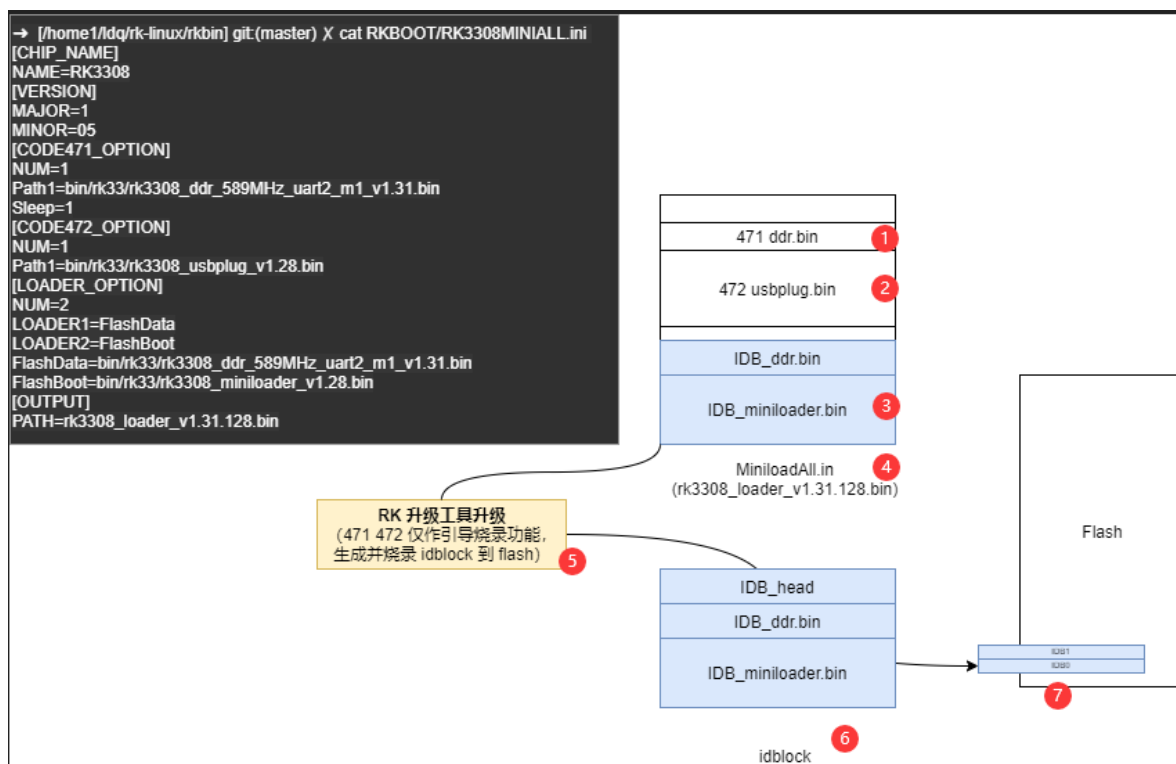 → [/home1/ldq/rk-linux/rkbin] git:(master) ✗ cat RKBOOT/RK3308MINIALL.ini
[CHIP_NAME]
NAME=RK3308
[VERSION]
MAJOR=1
MINOR=05
[CODE471_OPTION]
NUM=1
Path1=bin/rk33/rk3308_ddr_589MHz_uart2_m1_v1.31.bin
Sleep=1
[CODE472_OPTION]
NUM=1
Path1=bin/rk33/rk3308_usbplug_v1.28.bin
[LOADER_OPTION]
NUM=2
LOADER1=FlashData
LOADER2=FlashBoot
FlashData=bin/rk33/rk3308_ddr_589MHz_uart2_m1_v1.31.bin
FlashBoot=bin/rk33/rk3308_miniloader_v1.28.bin
[OUTPUT]
PATH=rk3308_loader_v1.31.128.bin
471 ddr.bin
1
472 usbplug.bin
2
IDB_ddr.bin
IDB_miniloader.bin
3
MiniloadAll.in
4
(rk3308_loader_v1.31.128.bin)
RK 升级工具升级
(471 472 仅作引导烧录功能,
生成并烧录 idblock 到 flash)
5
IDB_head
IDB_ddr.bin
IDB_miniloader.bin
6
idblock
Flash
IDB1
IDB0
7